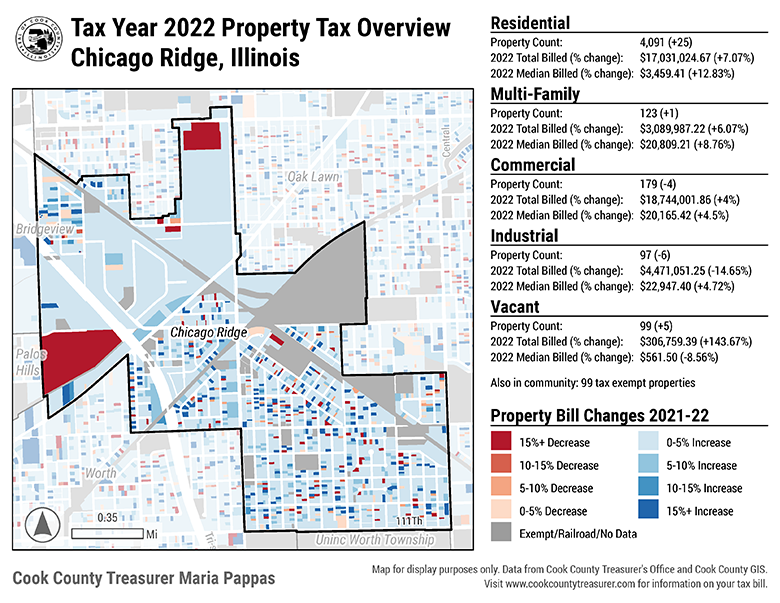 Tax Year 2022 Property Tax Overview
Chicago Ridge, Illinois
Oak Lawn
Central
Bridgeview
Chicago Ridge
Palos
Hills
Worth
0.35
Mi
111Th
Uninc Worth Township
Residential
Property Count: 4,091 (+25)
2022 Total Billed (% change): $17,031,024.67 (+7.07%)
2022 Median Billed (% change): $3,459.41 (+12.83%)
Multi-Family
Property Count: 123 (+1)
2022 Total Billed (% change): $3,089,987.22 (+6.07%)
2022 Median Billed (% change): $20,809.21 (+8.76%)
Commercial
Property Count: 179 (-4)
2022 Total Billed (% change): $18,744,001.86 (+4%)
2022 Median Billed (% change): $20,165.42 (+4.5%)
Industrial
Property Count: 97 (-6)
2022 Total Billed (% change): $4,471,051.25 (-14.65%)
2022 Median Billed (% change): $22,947.40 (+4.72%)
Vacant
Property Count: 99 (+5)
2022 Total Billed (% change): $306,759.39 (+143.67%)
2022 Median Billed (% change): $561.50 (-8.56%)
Also in community: 99 tax exempt properties
Property Bill Changes 2021-22
15%+ Decrease
10-15% Decrease
5-10% Decrease
0-5% Decrease
Exempt/Railroad/No Data
0-5% Increase
5-10% Increase
10-15% Increase
15%+ Increase
Cook County Treasurer Maria Pappas
Map for display purposes only. Data from Cook County Treasurer's Office and Cook County GIS.
Visit www.cookcountytreasurer.com for information on your tax bill.